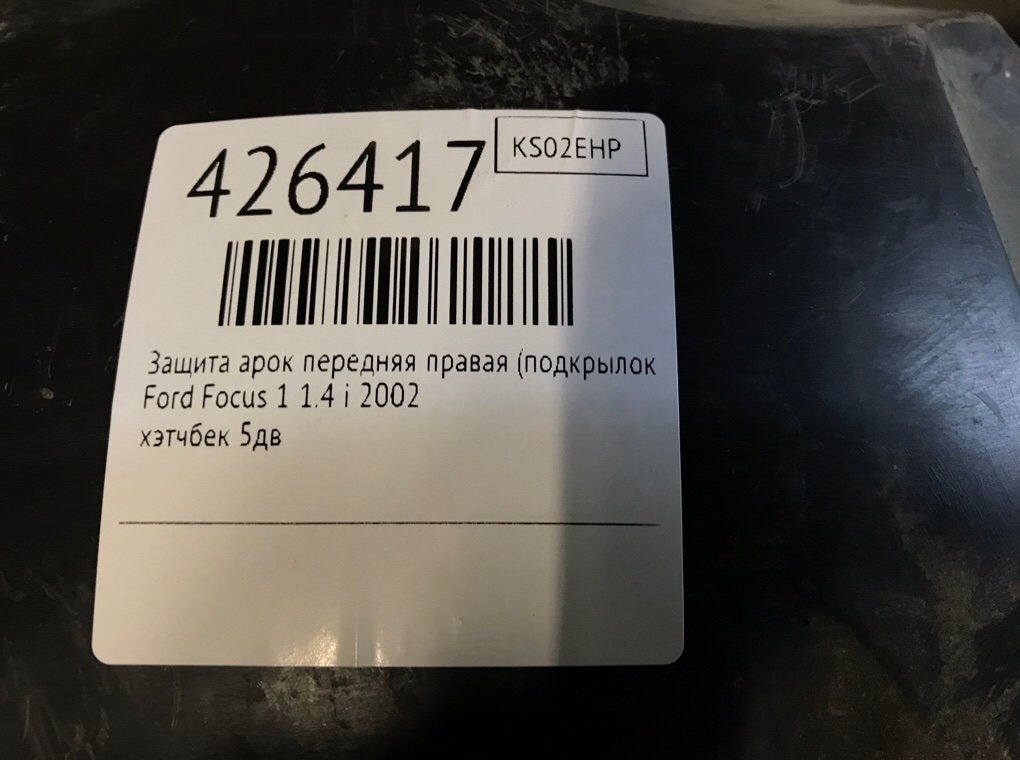 426417
KS02EHP
Защита арок передняя правая (подкрылок
Ford Focus 1 1.4 i 2002
хэтчбек 5дв